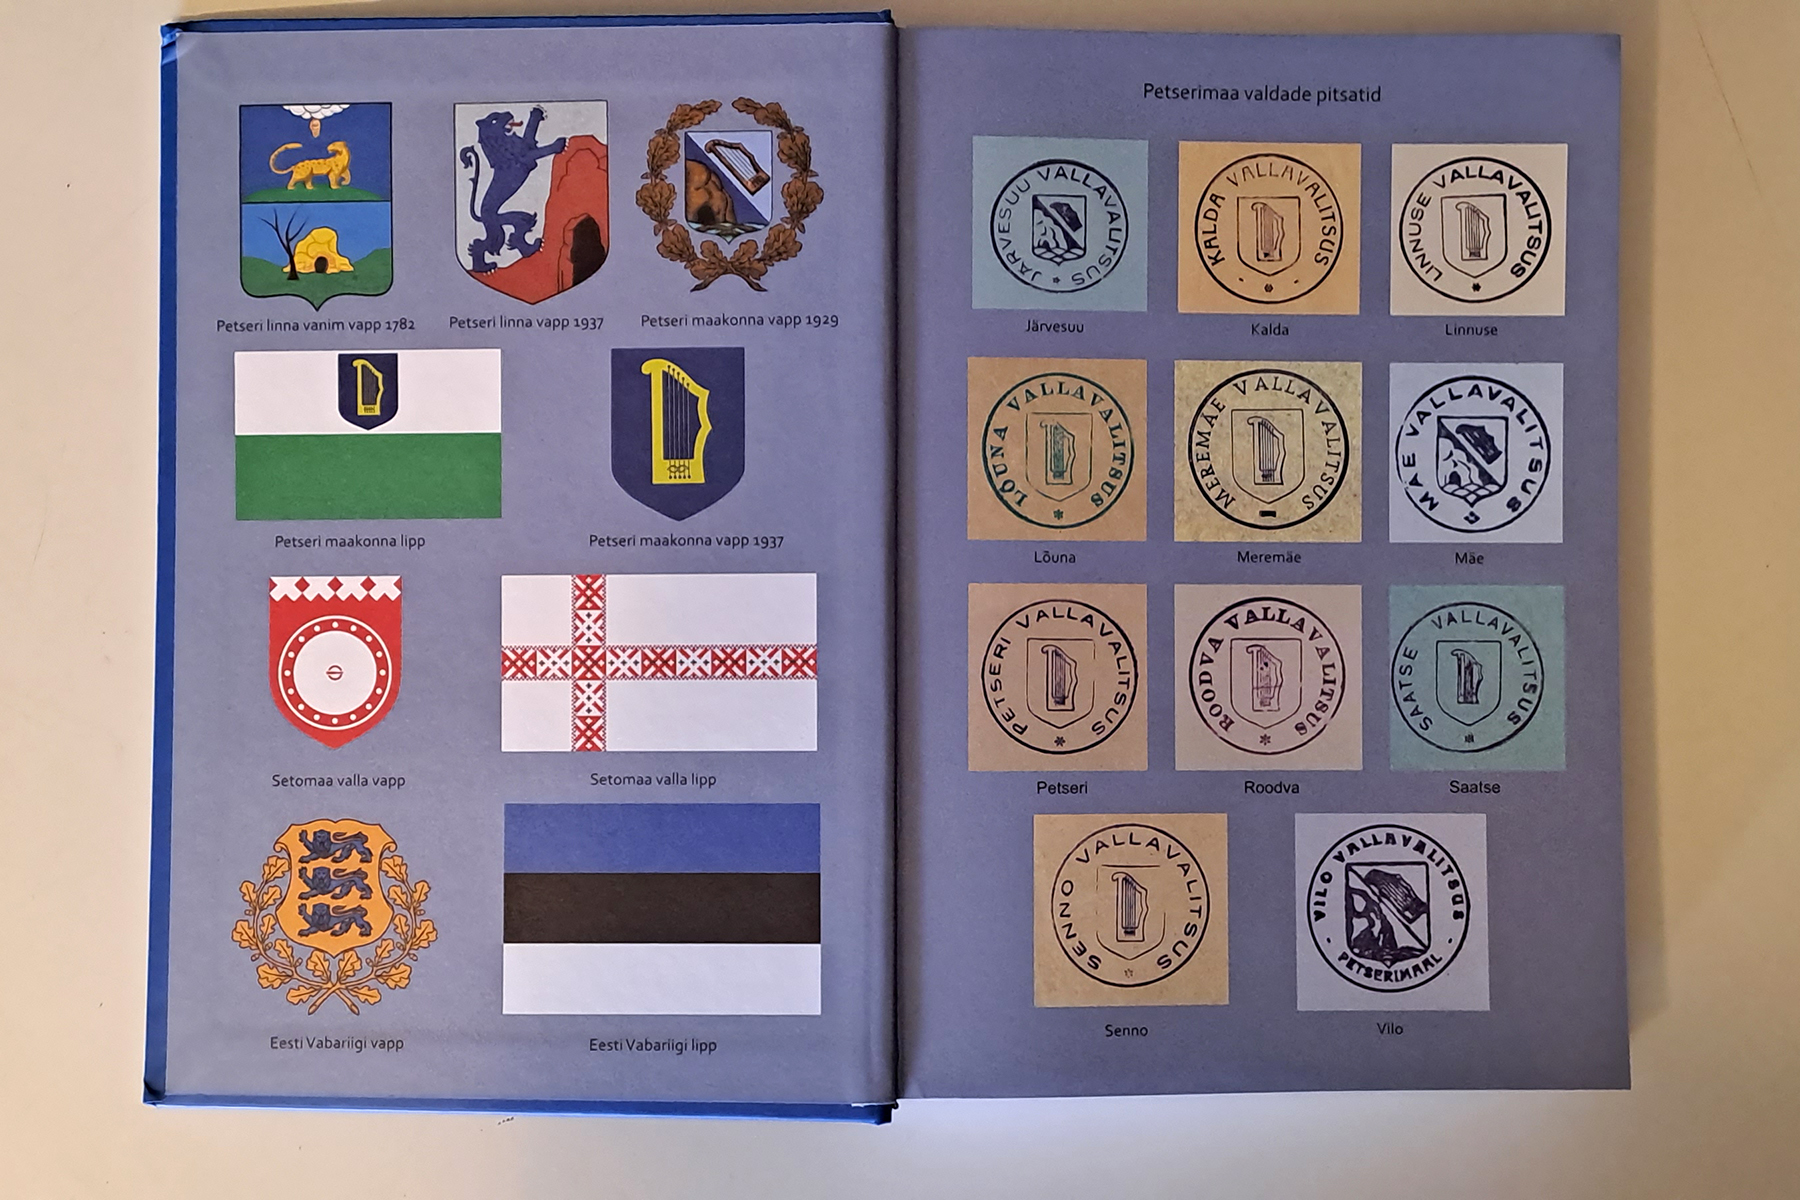 Petseri linna vanim vapp 1782
Petseri linna vapp 1937
Petseri maakonna vapp 1929
Petseri maakonna lipp
Petseri maakonna vapp 1937
Setomaa valla vapp
Setomaa valla lipp
Eesti Vabariigi vapp
Eesti Vabariigi lipp
Petserimaa valdade pitsatid
JÄRVESUU VALLAVALITSUS
KALDA VALLAVALITSUS
LINNUSE VALLAVALITSUS
Järvesuu
Kalda
Linnuse
LÕUNA VALLAVALITSUS
MEREMÄE VALLAVALITSUS
MÄE VALLAVALITSUS
Lõuna
Meremäe
Mäe
PETSERI VALLAVALITSUS
ROODVA VALLAVALITSUS
SAATSE VALLAVALITSUS
Petseri
Roodva
Saatse
SENNO VALLAVALITSUS
VILO VALLAVALITSUS
PETSERIMAAL
Senno
Vilo